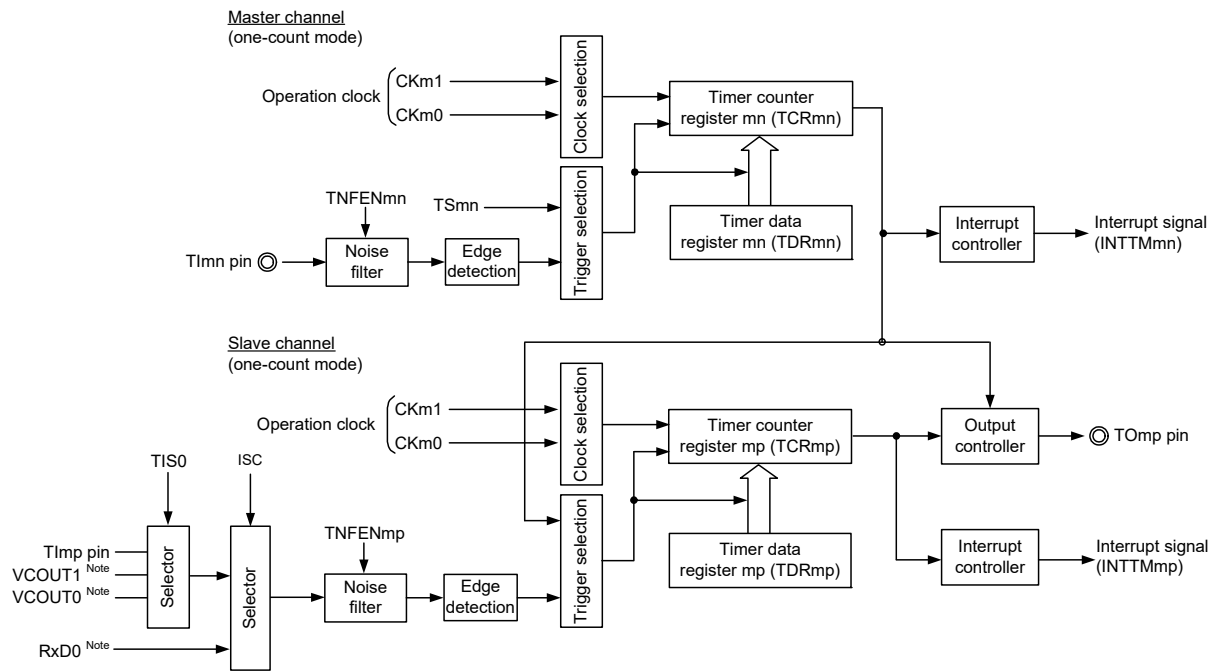 Master channel
(one-count mode)
Operation clock
CKm1
CKm0
Clock selection
Timer counter
register mn (TCRmn)
TNFENmn
TSmn
Trigger selection
Timer data
register mn (TDRmn)
Interrupt
controller
Interrupt signal
(INTTMmn)
TImn pin
Noise
filter
Edge
detection
Slave channel
(one-count mode)
Operation clock
CKm1
CKm0
Clock selection
Timer counter
register mp (TCRmp)
Output
controller
TOmp pin
TIS0
ISC
TNFENmp
Trigger selection
TImp pin
VCOUT1 Note
VCOUT0 Note
Selector
Selector
Noise
filter
Edge
detection
Timer data
register mp (TDRmp)
Interrupt
controller
Interrupt signal
(INTTMmp)
RxD0 Note